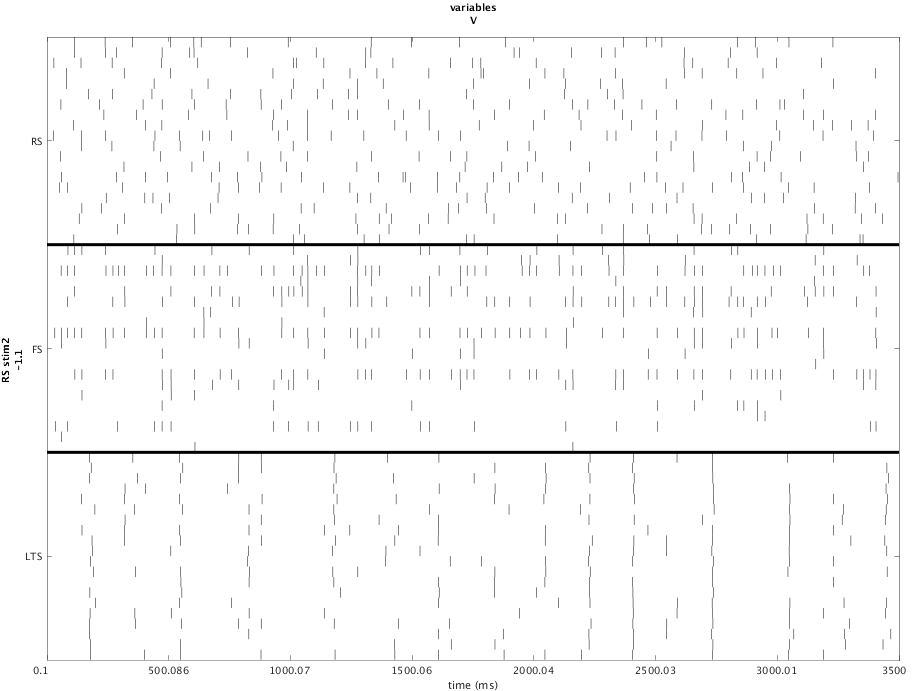 variables
V
RS
FS
LTS
RS stim2
-1.1
0.1
500.086
1000.07
1500.06
2000.04
2500.03
3000.01
3500
time (ms)